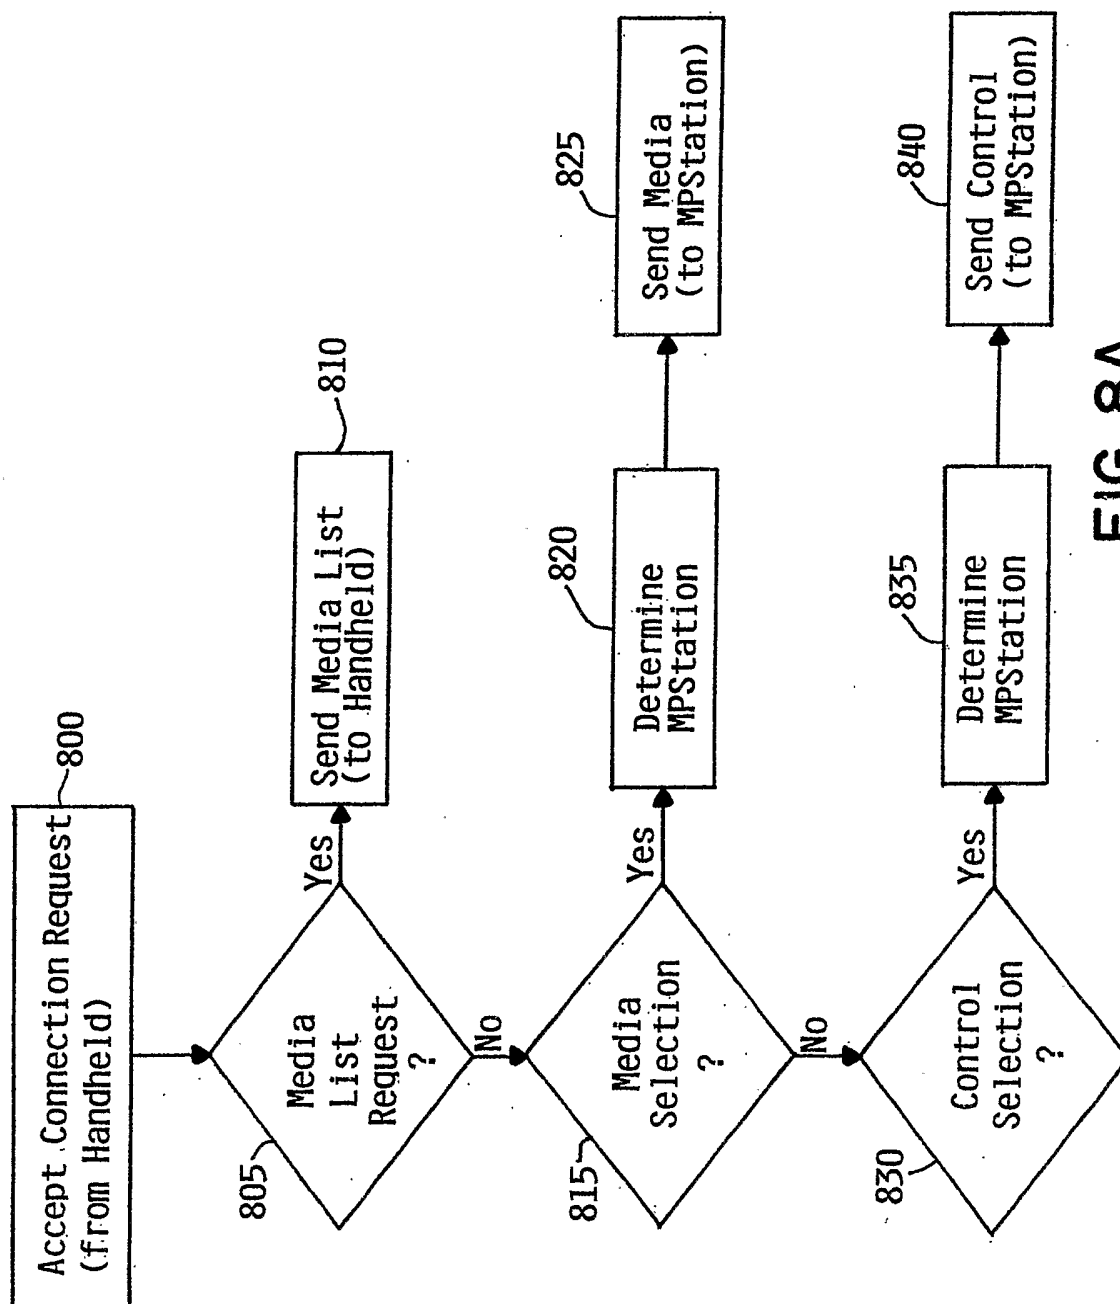 Accept Connection Request
(from Handheld)
800
Media
List
Request
?
805
Yes
Send Media List
(to Handheld)
810
No
Media
Selection
?
815
Yes
Determine
MPStation
820
Send Media
(to MPStation)
825
No
Control
Selection
?
830
Yes
Determine
MPStation
835
Send Control
(to MPStation)
840
FIG 8A